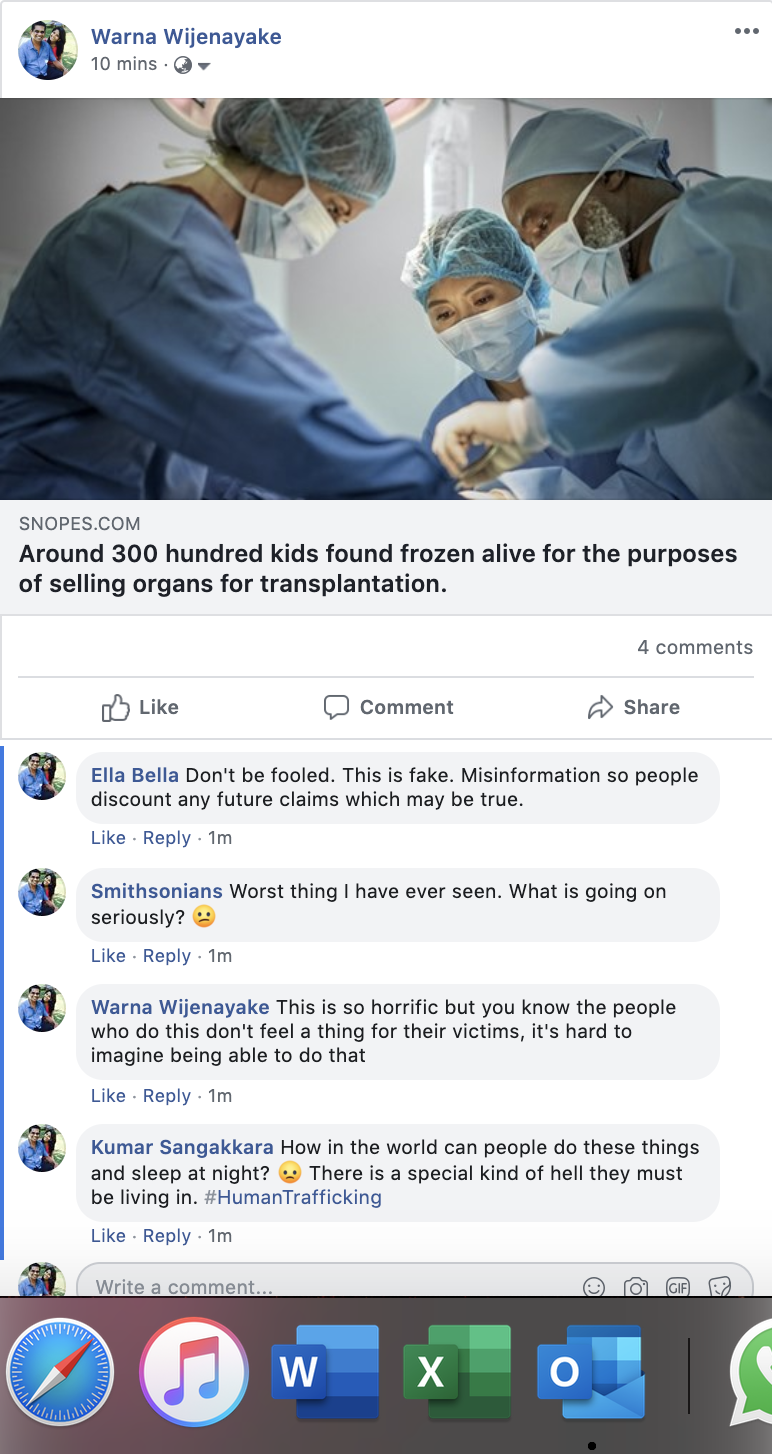 Warna Wijenayake
10 mins ·
SNOPES.COM
Around 300 hundred kids found frozen alive for the purposes
of selling organs for transplantation.
4 comments
Like Comment Share
Ella Bella Don't be fooled. This is fake. Misinformation so people
discount any future claims which may be true.
Like · Reply · 1m
Smithsonians Worst thing I have ever seen. What is going on
seriously? 😕
Like · Reply · 1m
Warna Wijenayake This is so horrific but you know the people
who do this don't feel a thing for their victims, it's hard to
imagine being able to do that
Like · Reply · 1m
Kumar Sangakkara How in the world can people do these things
and sleep at night? 😞 There is a special kind of hell they must
be living in. #HumanTrafficking
Like · Reply · 1m
Write a comment...
GIF
W X O